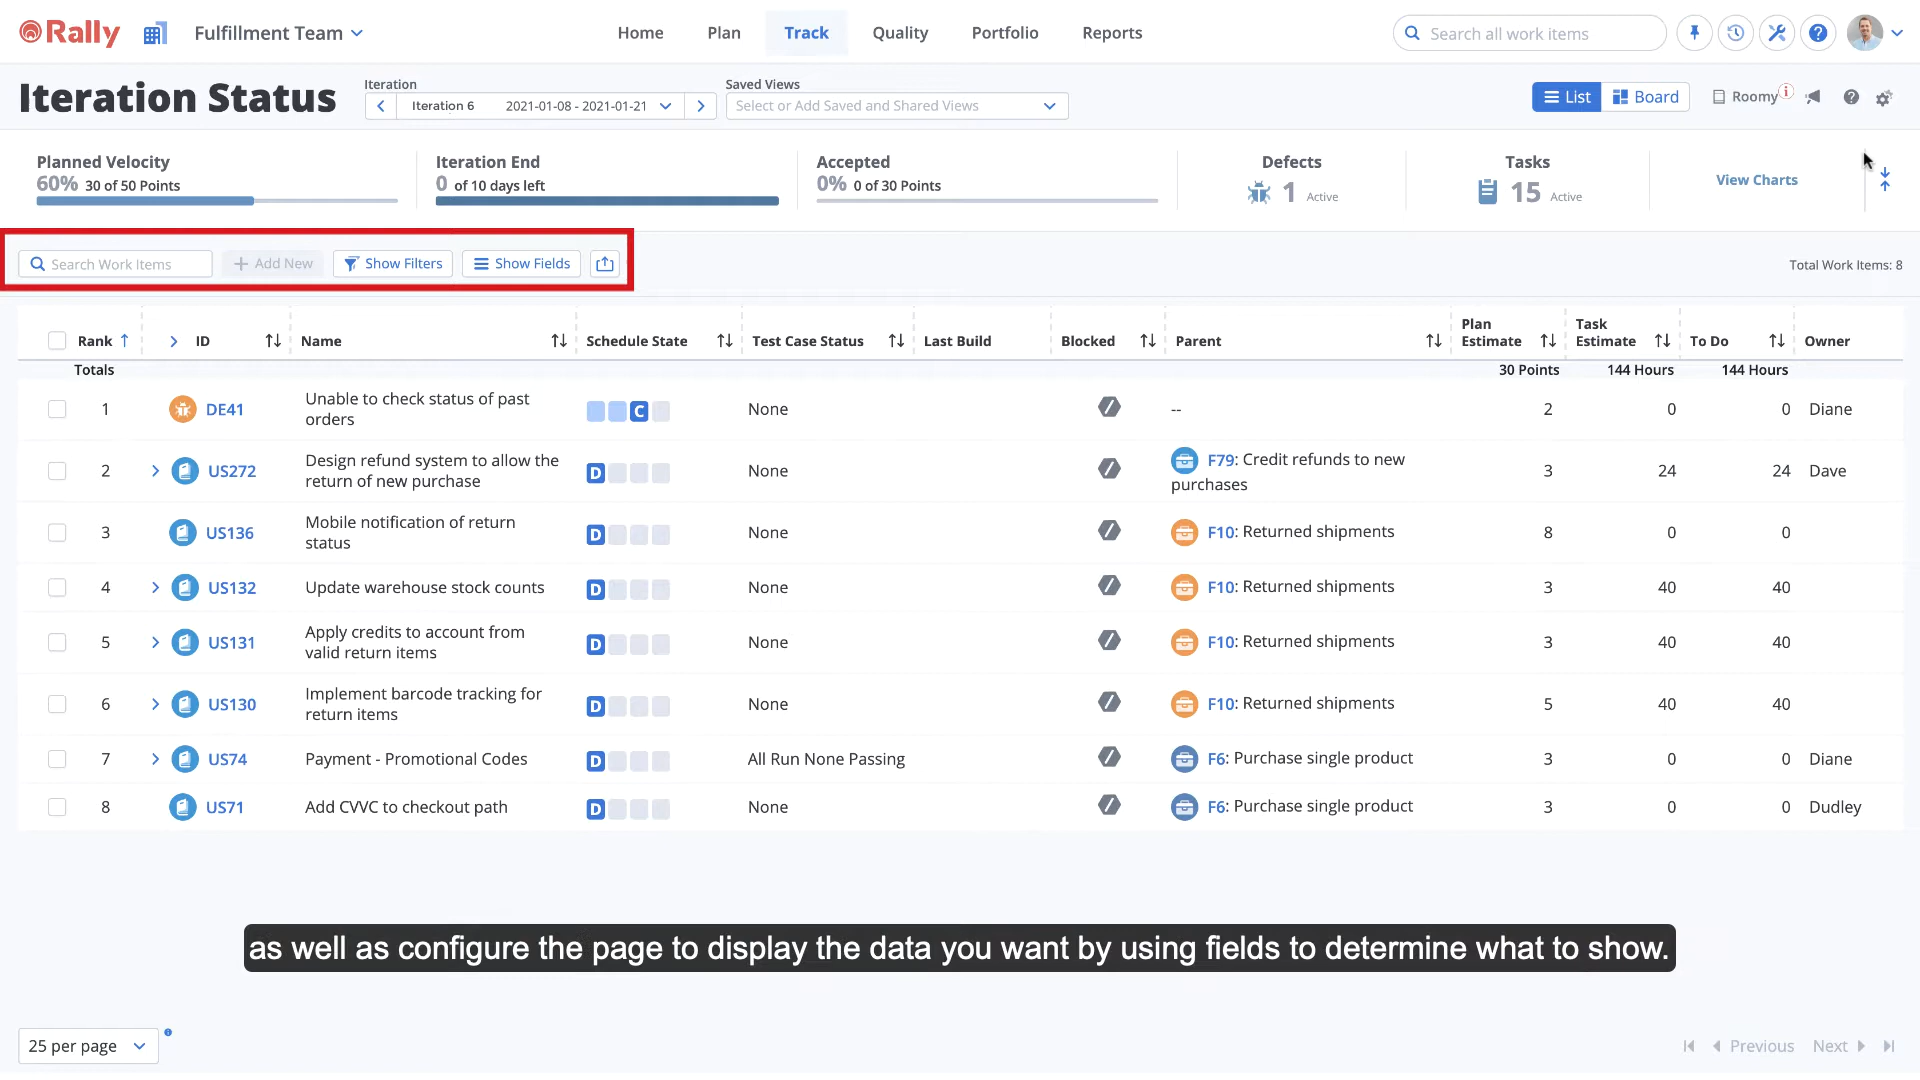 Rally
Fulfillment Team
Home
Plan
Track
Quality
Portfolio
Reports
Search all work items
Iteration Status
Iteration
Iteration 6 2021-01-08 - 2021-01-21
Saved Views
Select or Add Saved and Shared Views
List
Board
Roomy
Planned Velocity
60% 30 of 50 Points
Iteration End
0 of 10 days left
Accepted
0% 0 of 30 Points
Defects
1 Active
Tasks
15 Active
View Charts
Search Work Items
Add New
Show Filters
Show Fields
Total Work Items: 8
Rank ID Name Schedule State Test Case Status Last Build Blocked Parent Plan Estimate Task Estimate To Do Owner
Totals 30 Points 144 Hours 144 Hours
1 DE41 Unable to check status of past orders C None -- 2 0 0 Diane
2 US272 Design refund system to allow the return of new purchase D None F79: Credit refunds to new purchases 3 24 24 Dave
3 US136 Mobile notification of return status D None F10: Returned shipments 8 0 0
4 US132 Update warehouse stock counts D None F10: Returned shipments 3 40 40
5 US131 Apply credits to account from valid return items D None F10: Returned shipments 3 40 40
6 US130 Implement barcode tracking for return items D None F10: Returned shipments 5 40 40
7 US74 Payment - Promotional Codes D All Run None Passing F6: Purchase single product 3 0 0 Diane
8 US71 Add CVVC to checkout path D None F6: Purchase single product 3 0 0 Dudley
as well as configure the page to display the data you want by using fields to determine what to show.
25 per page
Previous
Next